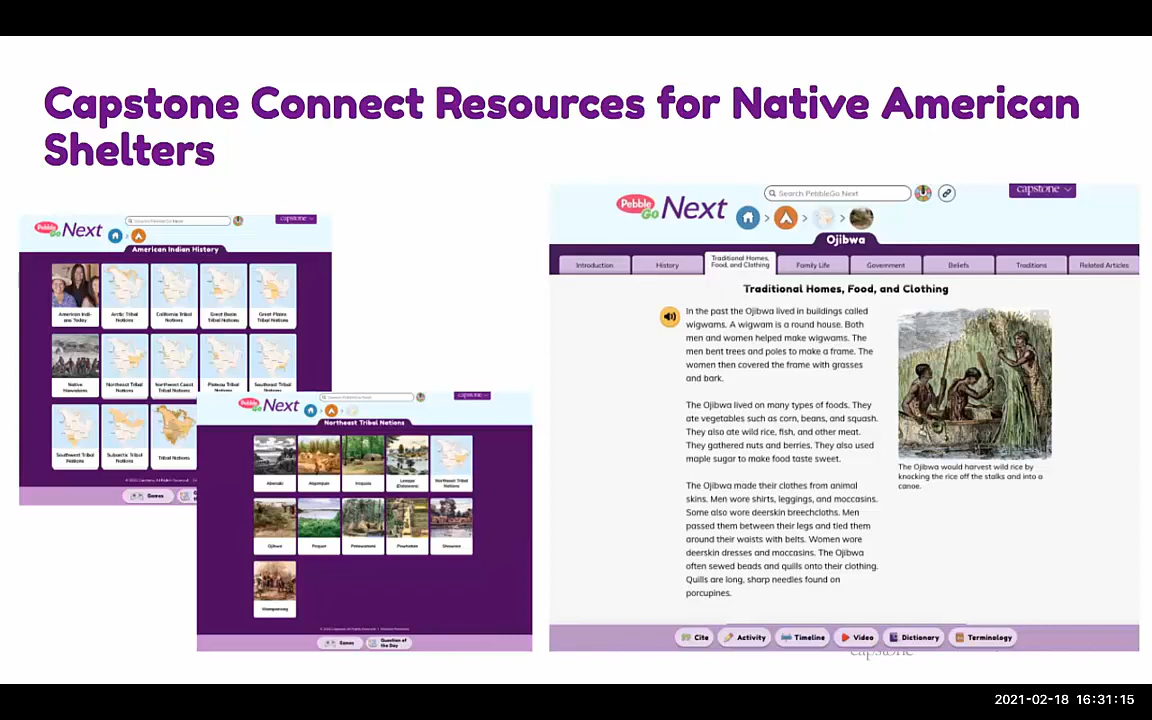 Capstone Connect Resources for Native American
Shelters
Pebble Go Next
Search PebbleGo Next
capstone
American Indian History
American Indi-
ans Today
Arctic Tribal
Nations
California Tribal
Nations
Great Basin
Tribal Nations
Great Plains
Tribal Nations
Native
Hawaiians
Northeast Tribal
Nations
Northwest Coast
Tribal Nations
Plateau Tribal
Nations
Southeast Tribal
Nations
Southwest Tribal
Nations
Subarctic Tribal
Nations
Tribal Nations
Games
Pebble Go Next
capstone
Northeast Tribal Nations
Abenaki
Algonquian
Iroquois
Lenape
(Delaware)
Northeast Tribal
Nations
Ojibwa
Pequot
Potawatomi
Powhatan
Shawnee
Wampanoag
Games
Question of
the Day
Pebble Go Next
Search PebbleGo Next
capstone
Ojibwa
Introduction
History
Traditional Homes,
Food, and Clothing
Family Life
Government
Beliefs
Traditions
Related Articles
Traditional Homes, Food, and Clothing
In the past the Ojibwa lived in buildings called
wigwams. A wigwam is a round house. Both
men and women helped make wigwams. The
men bent trees and poles to make a frame. The
women then covered the frame with grasses
and bark.
The Ojibwa lived on many types of foods. They
ate vegetables such as corn, beans, and squash.
They also ate wild rice, fish, and other meat.
They gathered nuts and berries. They also used
maple sugar to make food taste sweet.
The Ojibwa made their clothes from animal
skins. Men wore shirts, leggings, and moccasins.
Some also wore deerskin breechcloths. Men
passed them between their legs and tied them
around their waists with belts. Women wore
deerskin dresses and moccasins. The Ojibwa
often sewed beads and quills onto their clothing.
Quills are long, sharp needles found on
porcupines.
The Ojibwa would harvest wild rice by
knocking the rice off the stalks and into a
canoe.
Cite
Activity
Timeline
Video
Dictionary
Terminology
capstone
2021-02-18 16:31:15